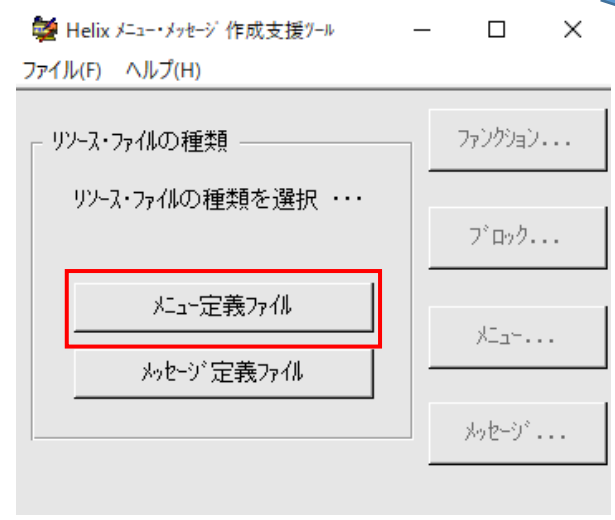 Helix ﾒﾆｭｰ・ﾒｯｾｰｼﾞ 作成支援ﾂｰﾙ
ファイル(F) ヘルプ(H)
ﾘｿｰｽ・ﾌｧｲﾙの種類
ﾘｿｰｽ・ﾌｧｲﾙの種類を選択 ・・・
ﾒﾆｭｰ定義ﾌｧｲﾙ
ﾒｯｾｰｼﾞ定義ﾌｧｲﾙ
ﾌｧﾝｸｼｮﾝ...
ﾌﾞﾛｯｸ...
ﾒﾆｭｰ...
ﾒｯｾｰｼﾞ...